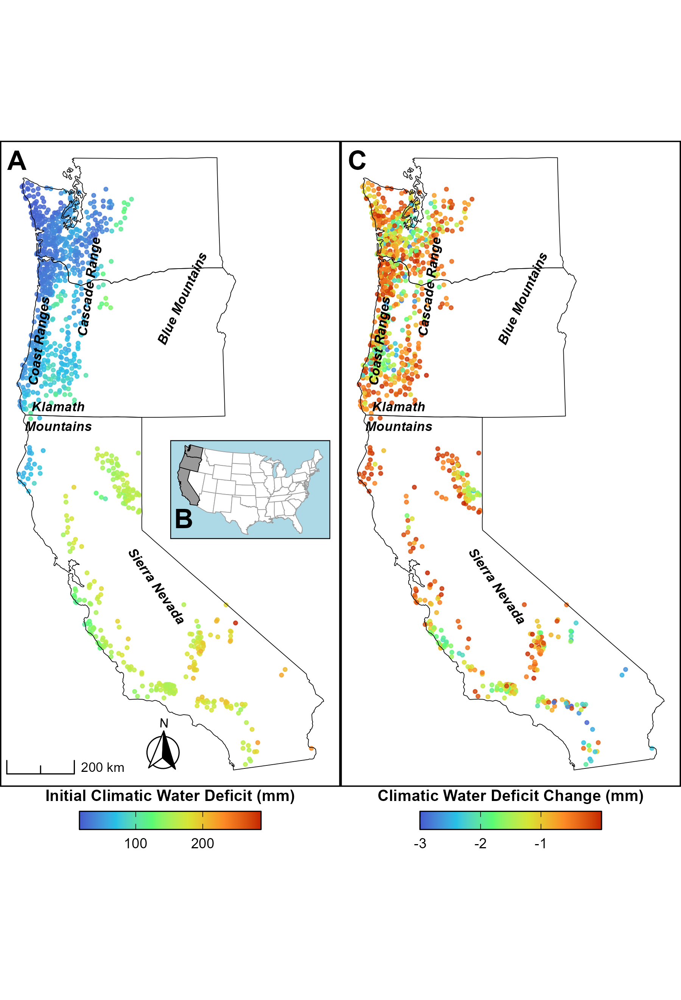 A
Cascade Range
Coast Ranges
Blue Mountains
Klamath
Mountains
B
Sierra Nevada
N
200 km
Initial Climatic Water Deficit (mm)
100
200
C
Cascade Range
Coast Ranges
Blue Mountains
Klamath
Mountains
Sierra Nevada
Climatic Water Deficit Change (mm)
-3
-2
-1